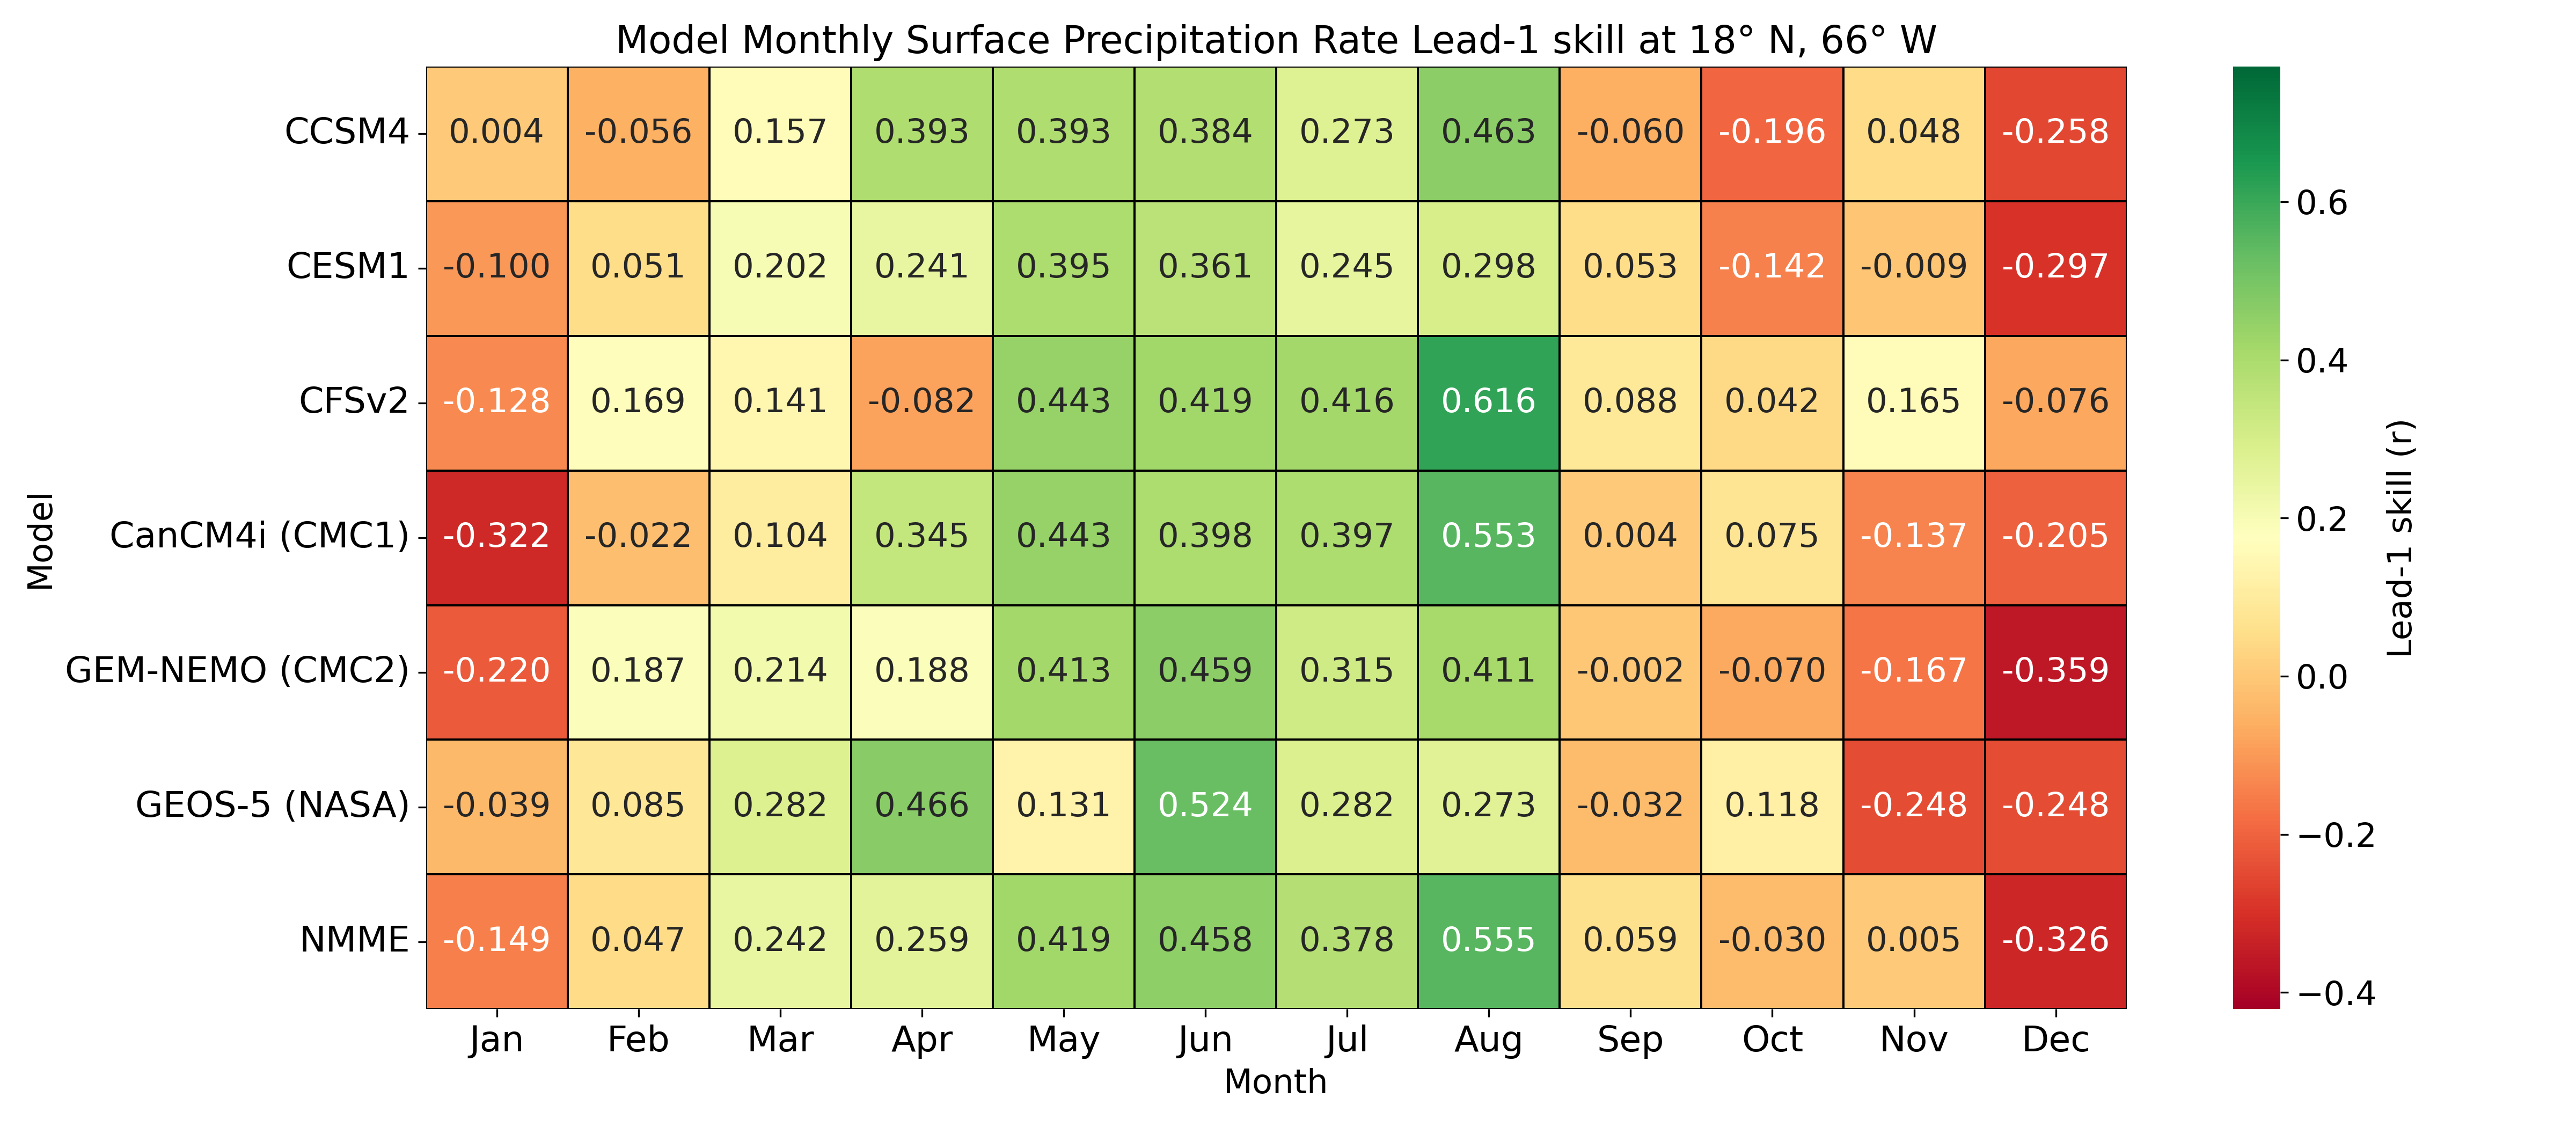 Model Monthly Surface Precipitation Rate Lead-1 skill at 18° N, 66° W
CCSM4 0.004 -0.056 0.157 0.393 0.393 0.384 0.273 0.463 -0.060 -0.196 0.048 -0.258
CESM1 -0.100 0.051 0.202 0.241 0.395 0.361 0.245 0.298 0.053 -0.142 -0.009 -0.297
CFSv2 -0.128 0.169 0.141 -0.082 0.443 0.419 0.416 0.616 0.088 0.042 0.165 -0.076
CanCM4i (CMC1) -0.322 -0.022 0.104 0.345 0.443 0.398 0.397 0.553 0.004 0.075 -0.137 -0.205
GEM-NEMO (CMC2) -0.220 0.187 0.214 0.188 0.413 0.459 0.315 0.411 -0.002 -0.070 -0.167 -0.359
GEOS-5 (NASA) -0.039 0.085 0.282 0.466 0.131 0.524 0.282 0.273 -0.032 0.118 -0.248 -0.248
NMME -0.149 0.047 0.242 0.259 0.419 0.458 0.378 0.555 0.059 -0.030 0.005 -0.326
Jan Feb Mar Apr May Jun Jul Aug Sep Oct Nov Dec
Month
Model
0.6
0.4
0.2
0.0
−0.2
−0.4
Lead-1 skill (r)